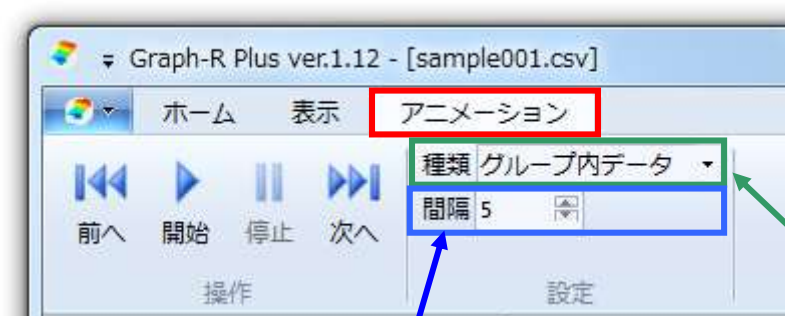 Graph-R Plus ver.1.12 - [sample001.csv]
ホーム 表示 アニメーション
種類 グループ内データ
間隔 5
前へ 開始 停止 次へ
操作 設定